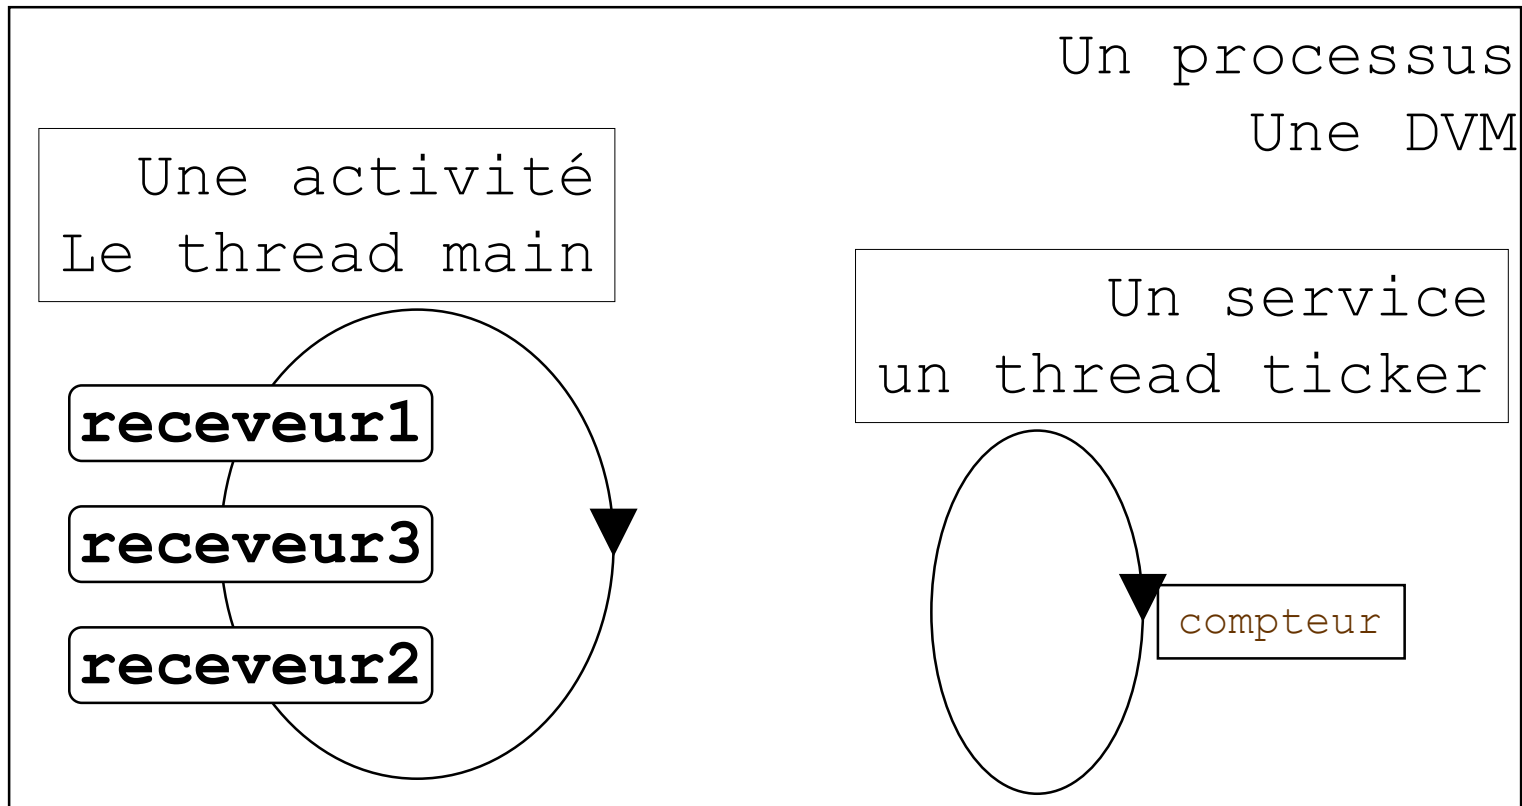 Un processus
Une DVM
Une activité
Le thread main
Un service
un thread ticker
receveur1
receveur3
receveur2
compteur